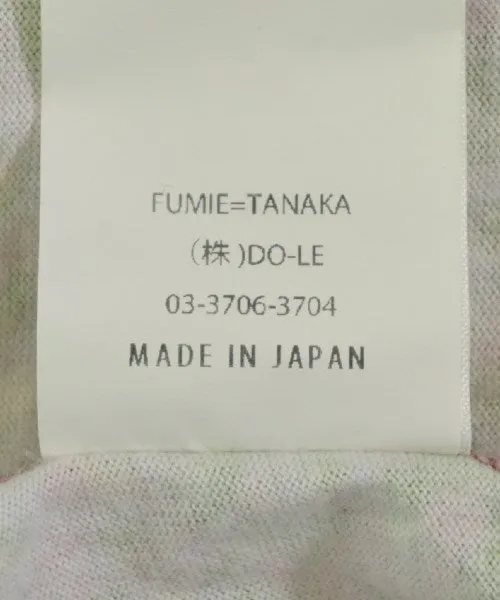 FUMIE=TANAKA
(株)DO-LE
03-3706-3704
MADE IN JAPAN